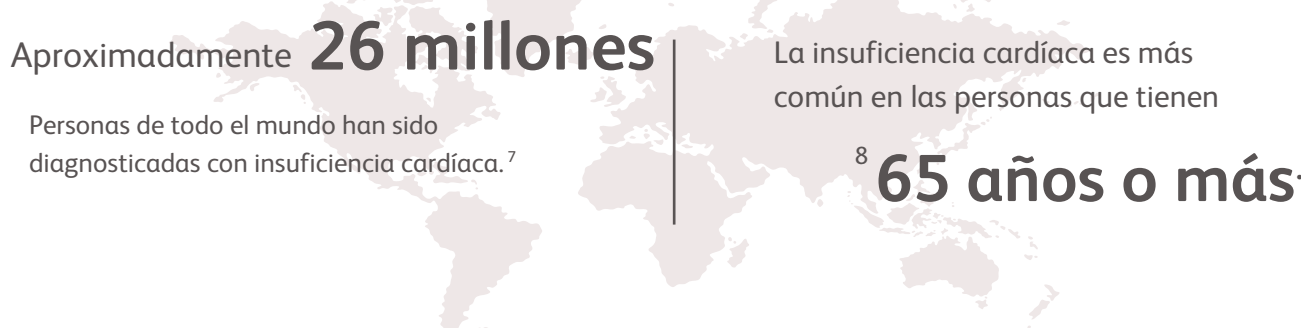 Aproximadamente 26 millones
Personas de todo el mundo han sido
diagnosticadas con insuficiencia cardíaca. 7
La insuficiencia cardíaca es más
común en las personas que tienen
8 65 años o más.